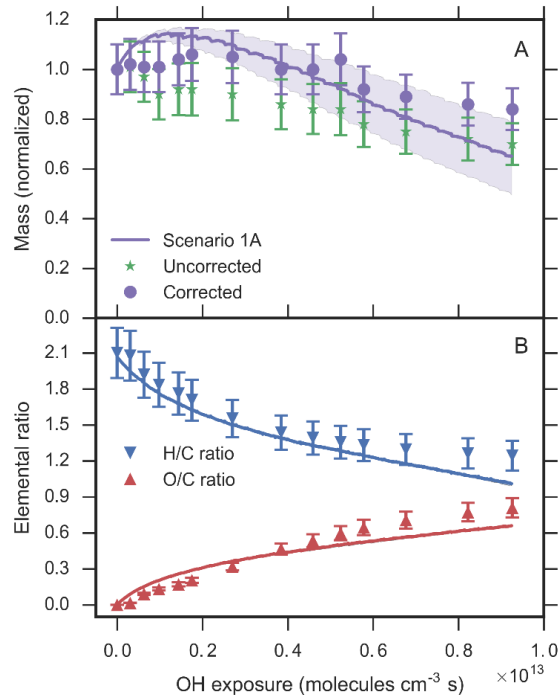 1.2
A
1.0
0.8
0.6
0.4
0.2
0.0
Mass (normalized)
Scenario 1A
Uncorrected
Corrected
B
2.1
1.8
1.5
1.2
0.9
0.6
0.3
0.0
Elemental ratio
H/C ratio
O/C ratio
0.0 0.2 0.4 0.6 0.8 1.0
×10¹³
OH exposure (molecules cm⁻³ s)